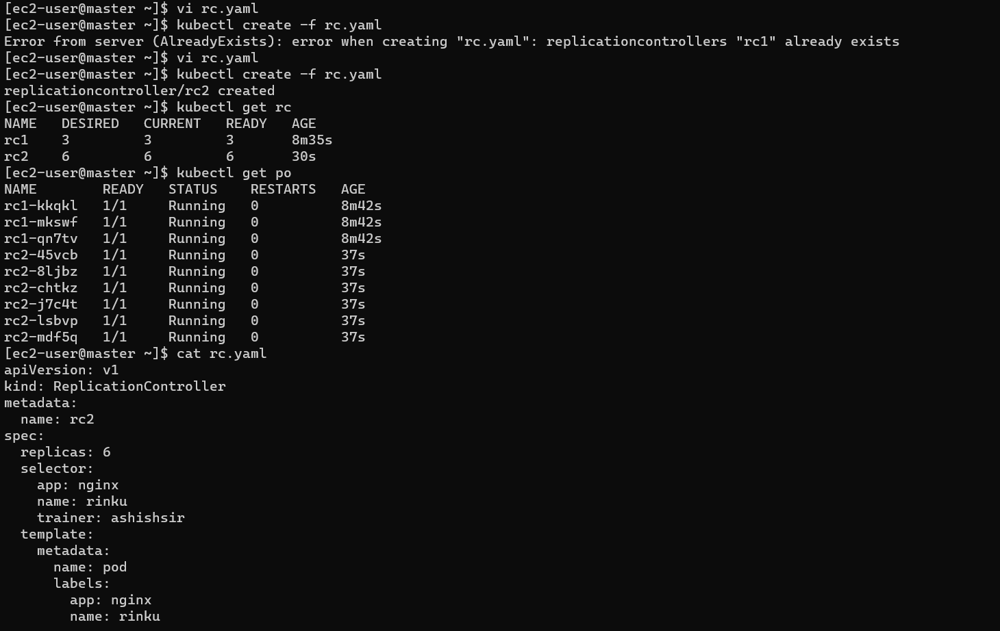 [ec2-user@master ~]$ vi rc.yaml
[ec2-user@master ~]$ kubectl create -f rc.yaml
Error from server (AlreadyExists): error when creating "rc.yaml": replicationcontrollers "rc1" already exists
[ec2-user@master ~]$ vi rc.yaml
[ec2-user@master ~]$ kubectl create -f rc.yaml
replicationcontroller/rc2 created
[ec2-user@master ~]$ kubectl get rc
NAME   DESIRED   CURRENT   READY   AGE
rc1    3         3         3       8m35s
rc2    6         6         6       30s
[ec2-user@master ~]$ kubectl get po
NAME        READY   STATUS    RESTARTS   AGE
rc1-kkqkl   1/1     Running   0          8m42s
rc1-mkswf   1/1     Running   0          8m42s
rc1-qn7tv   1/1     Running   0          8m42s
rc2-45vcb   1/1     Running   0          37s
rc2-8ljbz   1/1     Running   0          37s
rc2-chtkz   1/1     Running   0          37s
rc2-j7c4t   1/1     Running   0          37s
rc2-lsbvp   1/1     Running   0          37s
rc2-mdf5q   1/1     Running   0          37s
[ec2-user@master ~]$ cat rc.yaml
apiVersion: v1
kind: ReplicationController
metadata:
  name: rc2
spec:
  replicas: 6
  selector:
    app: nginx
    name: rinku
    trainer: ashishsir
  template:
    metadata:
      name: pod
      labels:
        app: nginx
        name: rinku